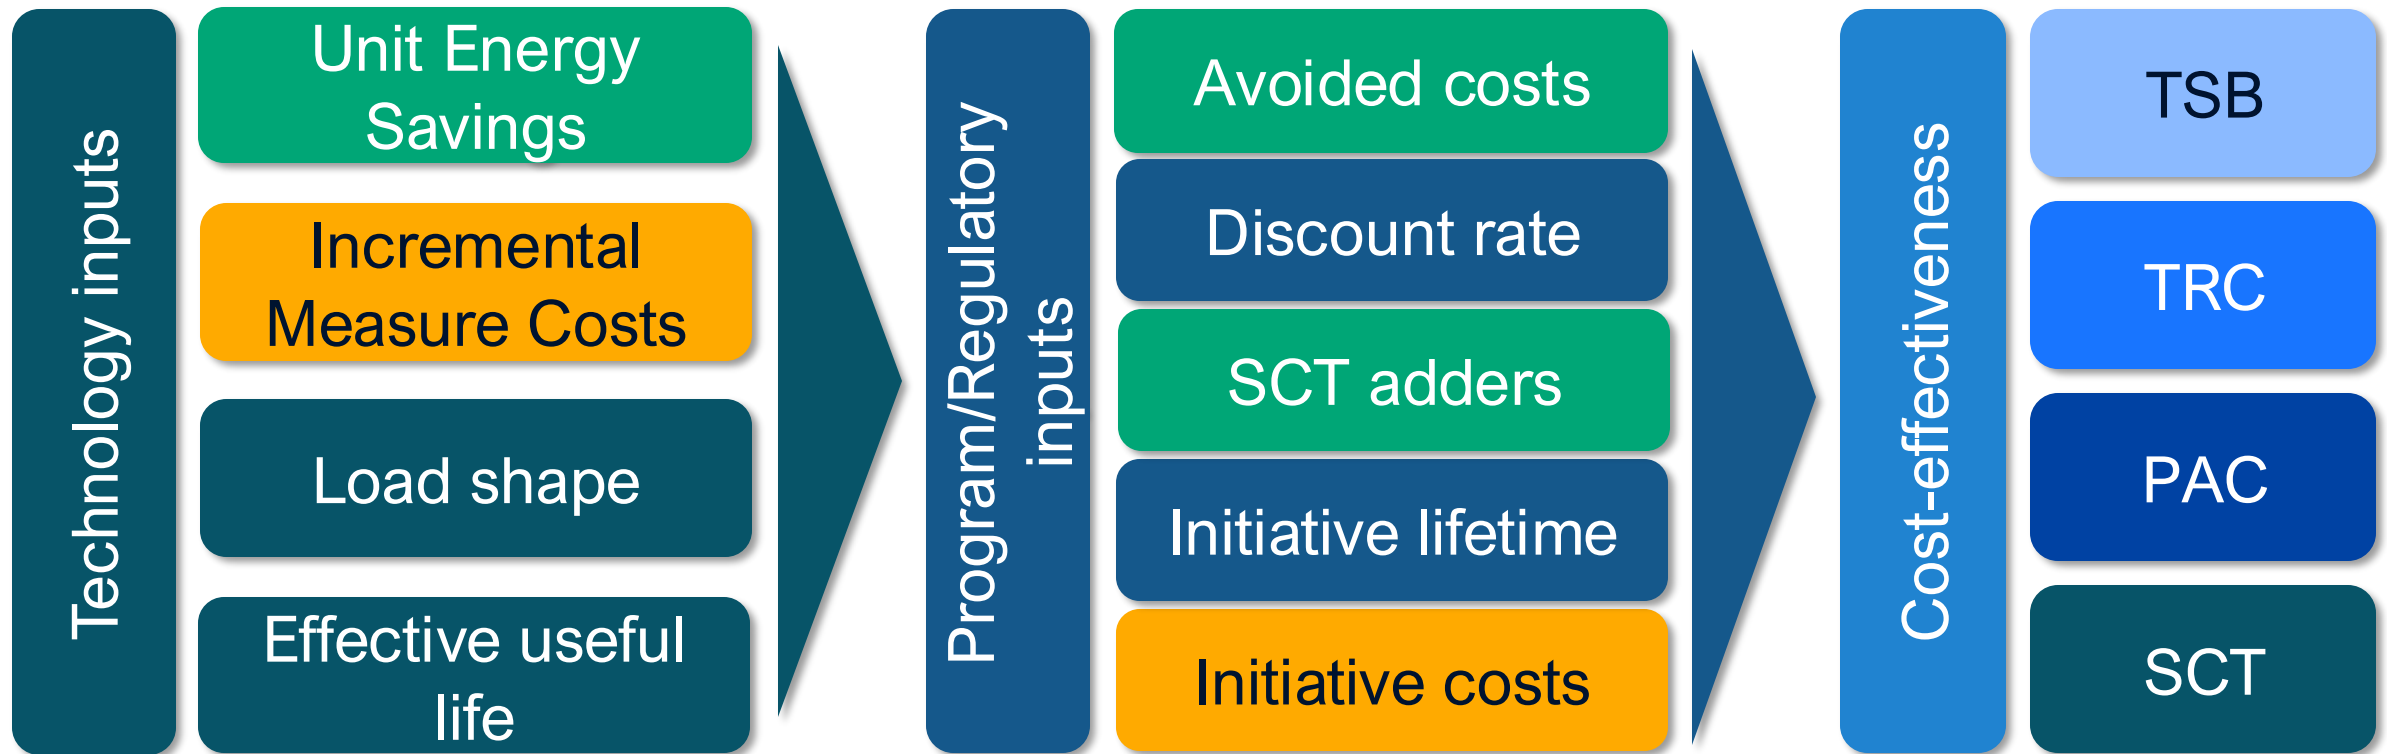 Technology inputs
Unit Energy
Savings
Incremental
Measure Costs
Load shape
Effective useful
life
Program/Regulatory
inputs
Avoided costs
Discount rate
SCT adders
Initiative lifetime
Initiative costs
Cost-effectiveness
TSB
TRC
PAC
SCT